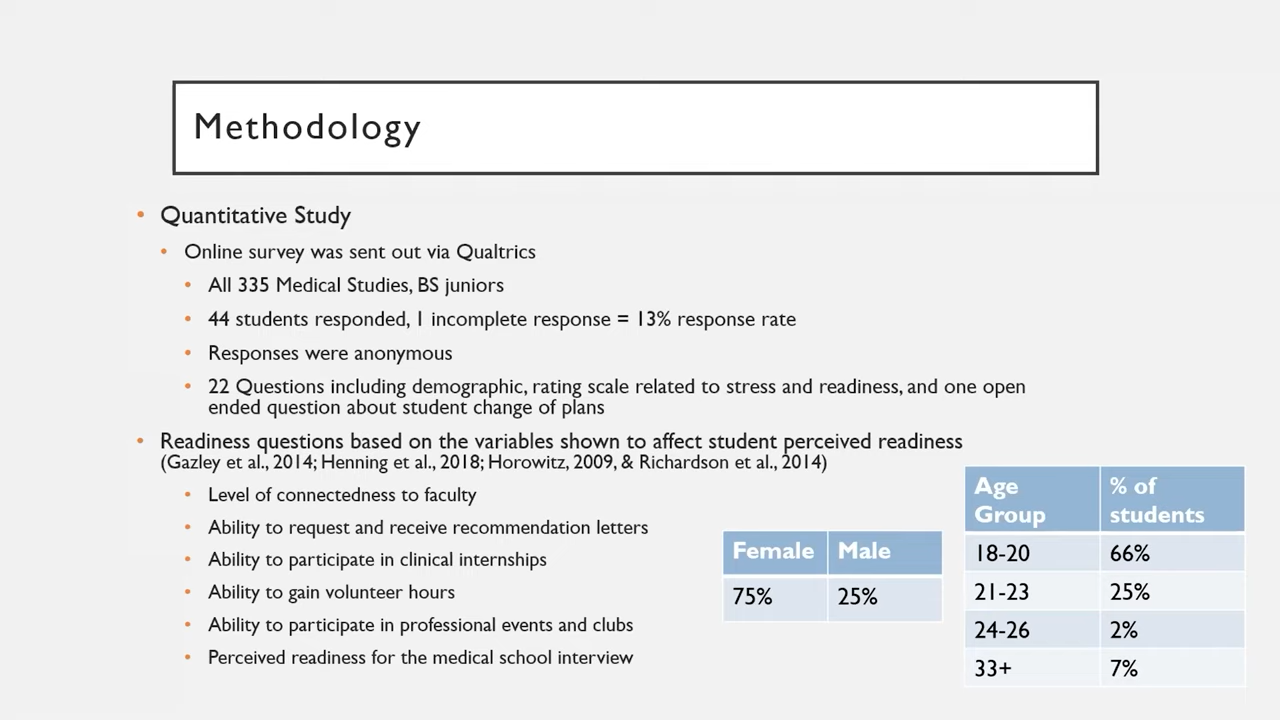 Methodology
• Quantitative Study
• Online survey was sent out via Qualtrics
• All 335 Medical Studies, BS juniors
• 44 students responded, 1 incomplete response = 13% response rate
• Responses were anonymous
• 22 Questions including demographic, rating scale related to stress and readiness, and one open
ended question about student change of plans
• Readiness questions based on the variables shown to affect student perceived readiness
(Gazley et al., 2014; Henning et al., 2018; Horowitz, 2009, & Richardson et al., 2014)
• Level of connectedness to faculty
• Ability to request and receive recommendation letters
• Ability to participate in clinical internships
• Ability to gain volunteer hours
• Ability to participate in professional events and clubs
• Perceived readiness for the medical school interview
Female Male
75% 25%
Age Group % of students
18-20 66%
21-23 25%
24-26 2%
33+ 7%